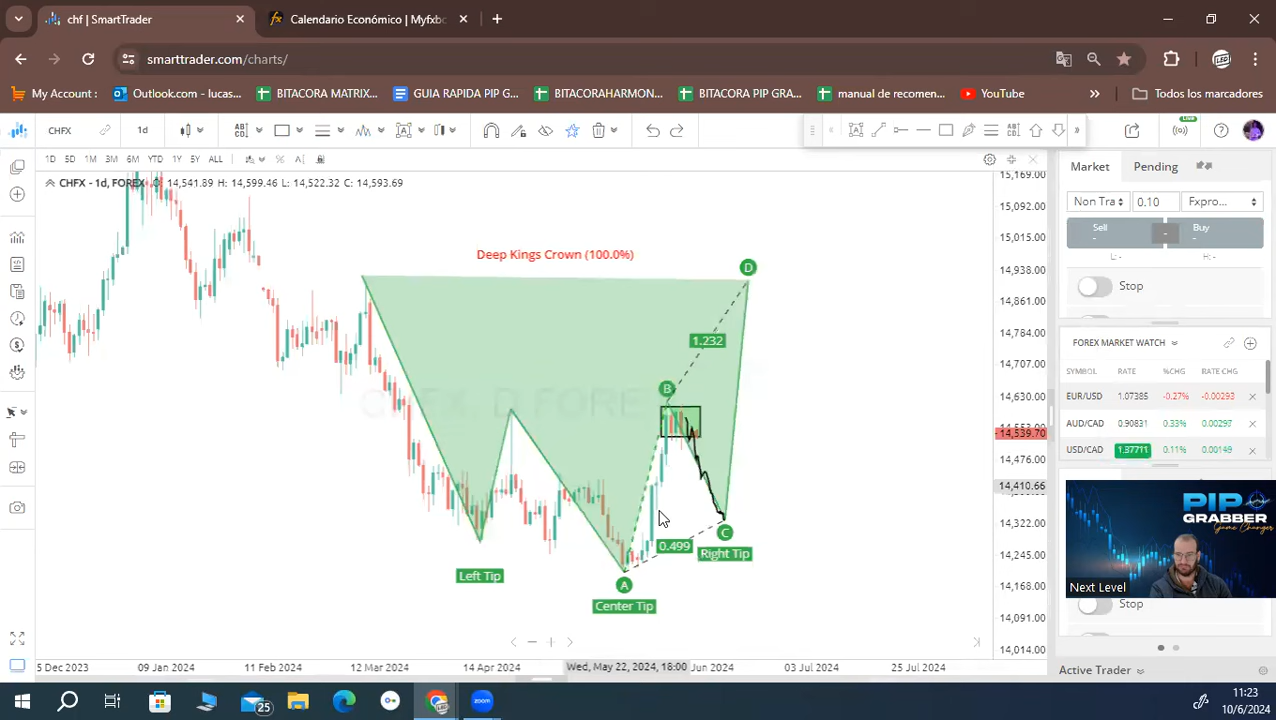 chf | SmartTrader
Calendario Económico | Myfxbo
smarttrader.com/charts/
My Account :
Outlook.com - lucas...
BITACORA MATRIX...
GUIA RAPIDA PIP G...
BITACORAHARMON...
BITACORA PIP GRA...
manual de recomen...
YouTube
Todos los marcadores
CHFX
1d
LIVE
1D 5D 1M 3M 6M YTD 1Y 5Y ALL
Market
Pending
CHFX - 1d, FOREX 14,541.89 H: 14,599.46 L: 14,522.32 C: 14,593.69
Non Tra
0.10
Fxpro...
Sell
Buy
-
-
-
L: -
H: -
Stop
FOREX MARKET WATCH
SYMBOL RATE %CHG RATE CHG
EUR/USD 1.07385 -0.27% -0.00293
AUD/CAD 0.90831 0.33% 0.00297
USD/CAD 1.37711 0.11% 0.00149
PIP
GRABBER
Game Changer
Next Level
Stop
Active Trader
Deep Kings Crown (100.0%)
D
1.232
B
CHFX, D FOREX
0.499
C
Right Tip
Left Tip
A
Center Tip
15,169.00
15,092.00
15,015.00
14,938.00
14,861.00
14,784.00
14,707.00
14,630.00
14,553.00
14,539.70
14,476.00
14,410.66
14,322.00
14,245.00
14,168.00
14,091.00
14,014.00
5 Dec 2023
09 Jan 2024
11 Feb 2024
12 Mar 2024
14 Apr 2024
Wed, May 22, 2024, 18:00
Jun 2024
03 Jul 2024
25 Jul 2024
25
zoom
11:23
10/6/2024